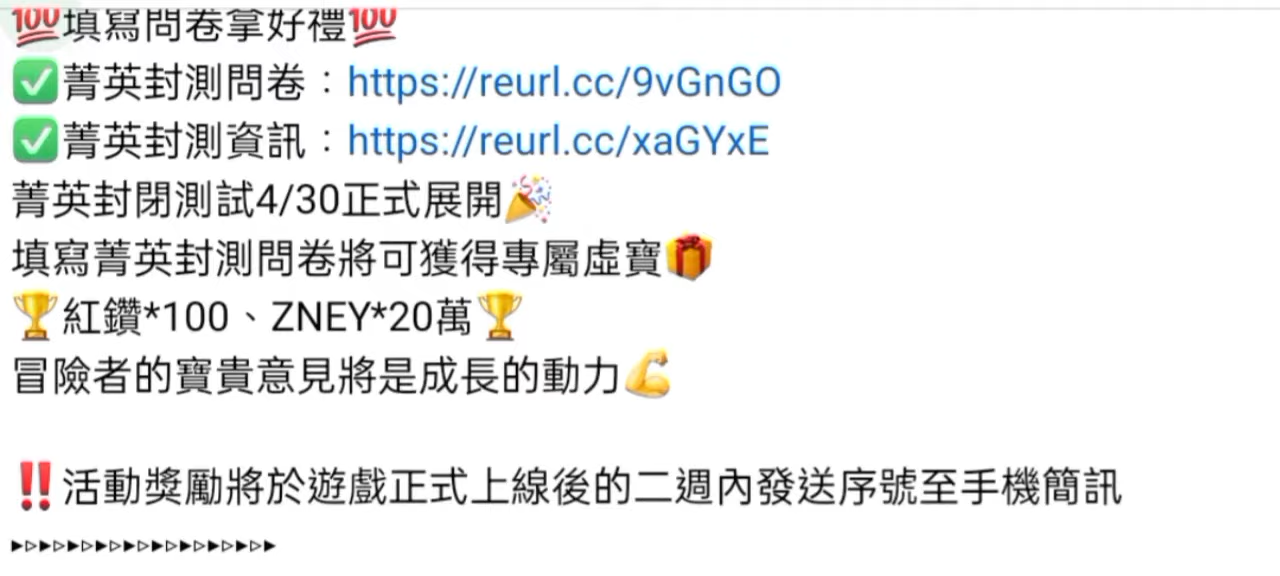 💯填寫問卷拿好禮💯
✅菁英封測問卷：https://reurl.cc/9vGnGO
✅菁英封測資訊：https://reurl.cc/xaGYxE
菁英封閉測試4/30正式展開🎉
填寫菁英封測問卷將可獲得專屬虛寶🎁
🏆紅鑽*100、ZNEY*20萬🏆
冒險者的寶貴意見將是成長的動力💪
‼️活動獎勵將於遊戲正式上線後的二週內發送序號至手機簡訊
▶▷▶▷▶▷▶▷▶▷▶▷▶▷▶▷▶▷▶